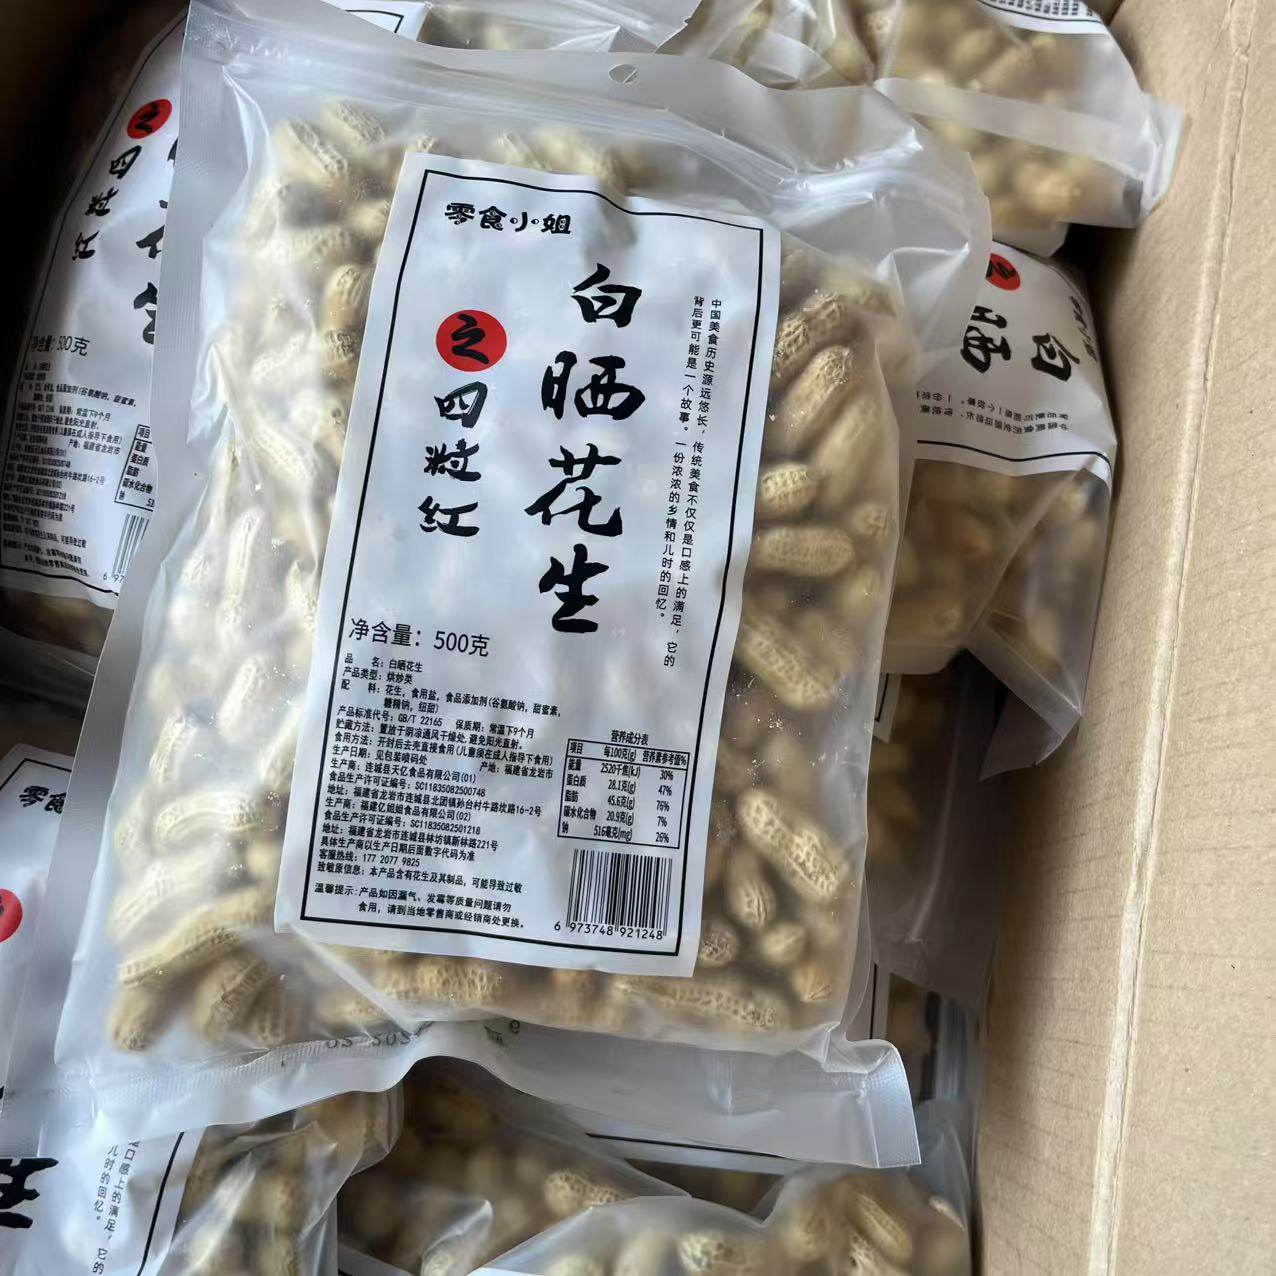 零食小姐
白晒花生
之四粒红
中国美食历史源远悠长，传统美食不仅仅是口感上的满足，它的
背后更可能是一个故事。一份浓浓的乡情和儿时的回忆。
净含量：500克
品 名：白晒花生
产品类型：烘炒类
配 料：花生，食用盐，食品添加剂(谷氨酸钠，甜蜜素，
糖精钠，纽甜)
产品标准代号：GB/T 22165 保质期：常温下9个月
贮藏方法：置放于阴凉通风干燥处，避免阳光直射。
食用方法：开封后去壳直接食用(儿童须在成人指导下食用)
生产日期：见包装喷码处 产地：福建省龙岩市
生产商：连城县天亿食品有限公司(01)
食品生产许可证编号：SC11835082500748
地址：福建省龙岩市连城县北团镇孙台村牛路坎路16-2号
生产商：福建亿姐姐食品有限公司(02)
食品生产许可证编号：SC11835082501218
地址：福建省龙岩市连城县林坊镇新林路221号
具体生产商以生产日期后面数字代码为准
客服热线：177 2077 9825
致敏原信息：本产品含有花生及其制品，可能导致过敏
温馨提示：产品如因漏气、发霉等质量问题请勿
食用，请到当地零售商或经销商处更换。
营养成分表
项目 每100克(g) 营养素参考值%
能量 2520千焦(kJ) 30%
蛋白质 28.1克(g) 47%
脂肪 45.6克(g) 76%
碳水化合物 20.9克(g) 7%
钠 516毫克(mg) 26%
6 973748 921248
之四粒红
净含量：500克
零食